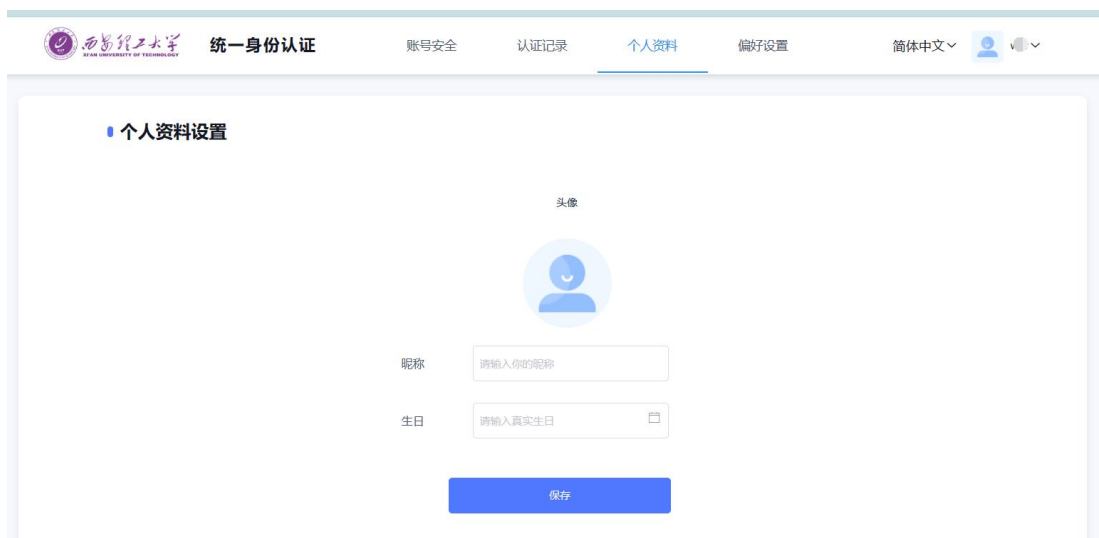 西安理工大学
XI'AN UNIVERSITY OF TECHNOLOGY
统一身份认证
账号安全
认证记录
个人资料
偏好设置
简体中文
个人资料设置
头像
昵称
请输入你的昵称
生日
请输入真实生日
保存